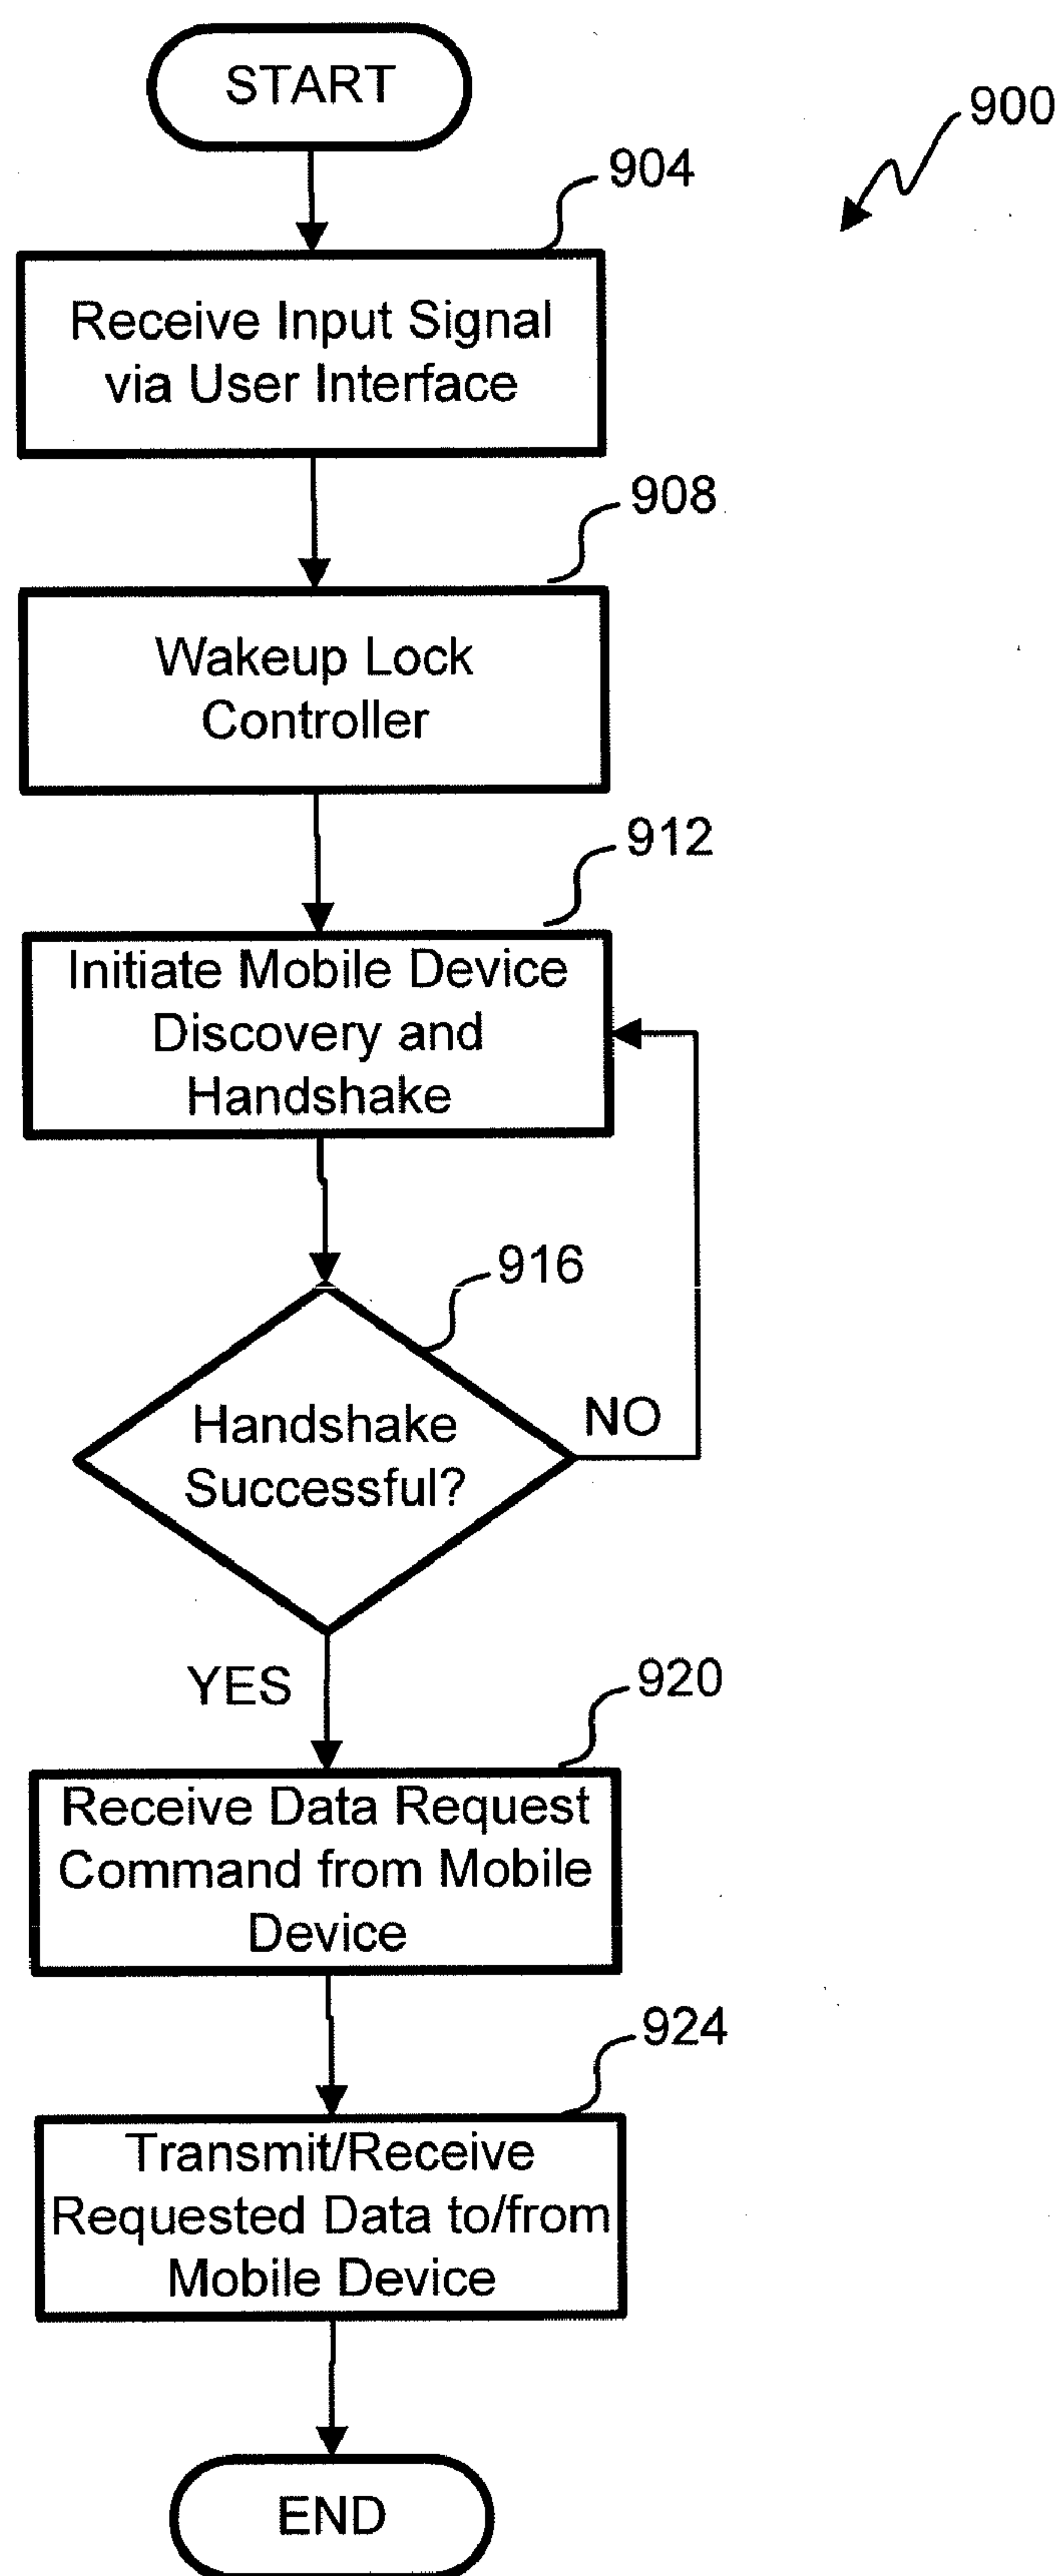 START
900
904
Receive Input Signal
via User Interface
908
Wakeup Lock
Controller
912
Initiate Mobile Device
Discovery and
Handshake
916
Handshake
Successful?
NO
YES
920
Receive Data Request
Command from Mobile
Device
924
Transmit/Receive
Requested Data to/from
Mobile Device
END